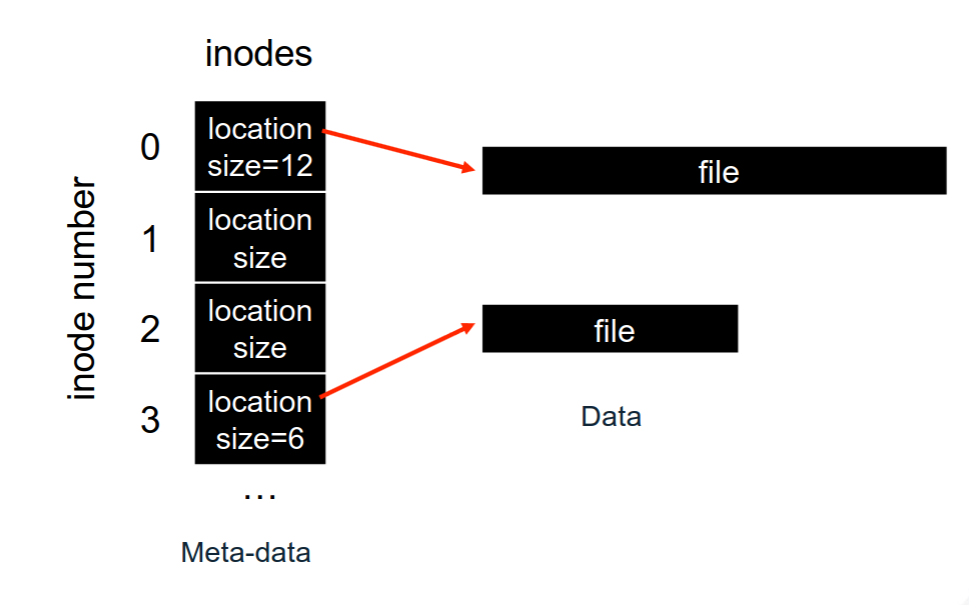 inodes
inode number
0
location
size=12
file
1
location
size
2
location
size
file
3
location
size=6
Data
...
Meta-data